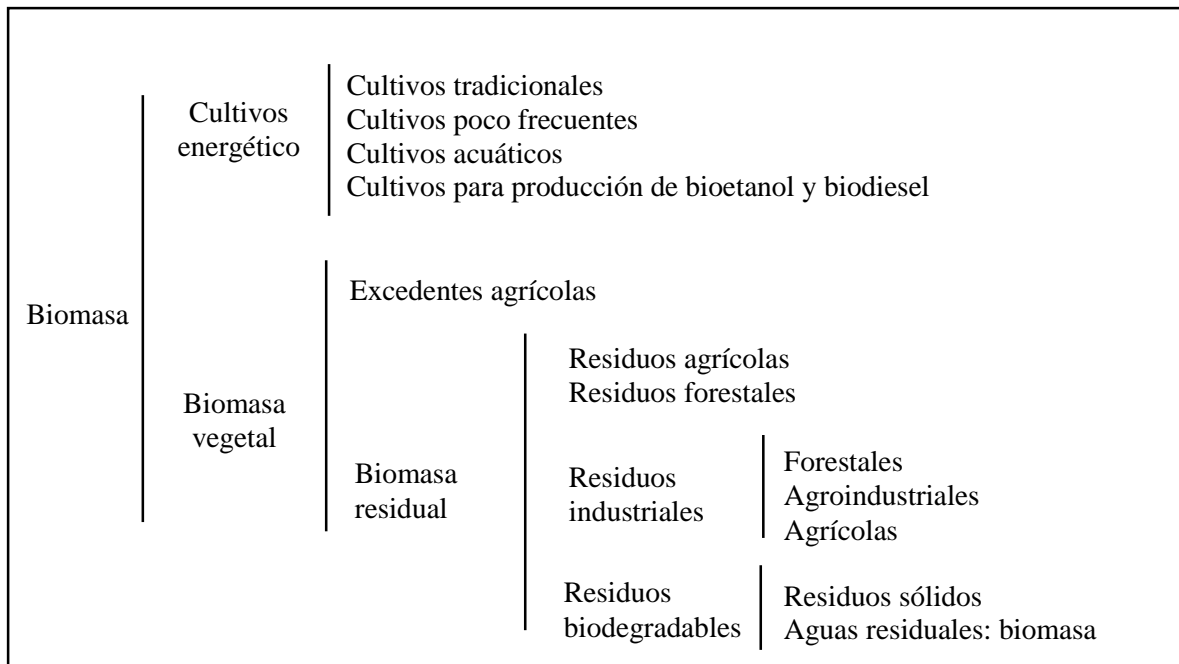 Cultivos tradicionales
Cultivos
energético
Cultivos poco frecuentes
Cultivos acuáticos
Cultivos para producción de bioetanol y biodiesel
Biomasa
Excedentes agrícolas
Biomasa
vegetal
Residuos agrícolas
Residuos forestales
Biomasa
residual
Residuos
industriales
Forestales
Agroindustriales
Agrícolas
Residuos
biodegradables
Residuos sólidos
Aguas residuales: biomasa